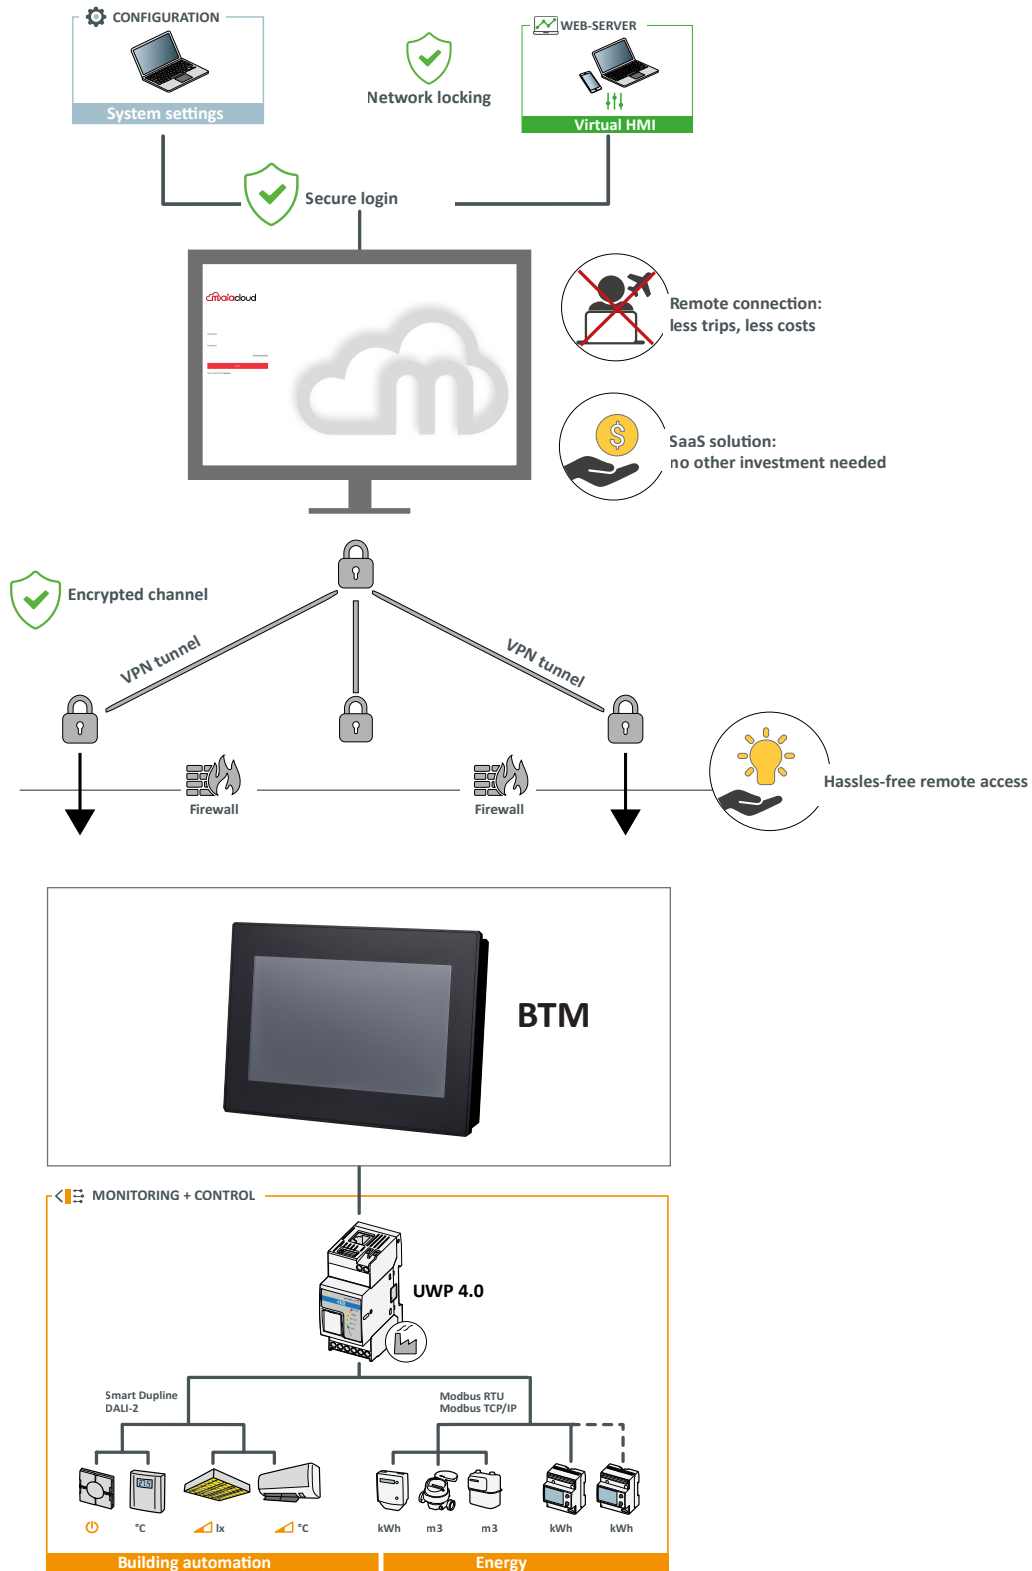 CONFIGURATION
System settings
Network locking
WEB-SERVER
Virtual HMI
Secure login
maiacloud
Remote connection:
less trips, less costs
$
SaaS solution:
no other investment needed
Encrypted channel
VPN tunnel
VPN tunnel
Firewall
Firewall
Hassles-free remote access
BTM
MONITORING + CONTROL
UWP 4.0
Smart Dupline
DALI-2
Modbus RTU
Modbus TCP/IP
°C
lx
°C
kWh
m3
m3
kWh
kWh
Building automation
Energy